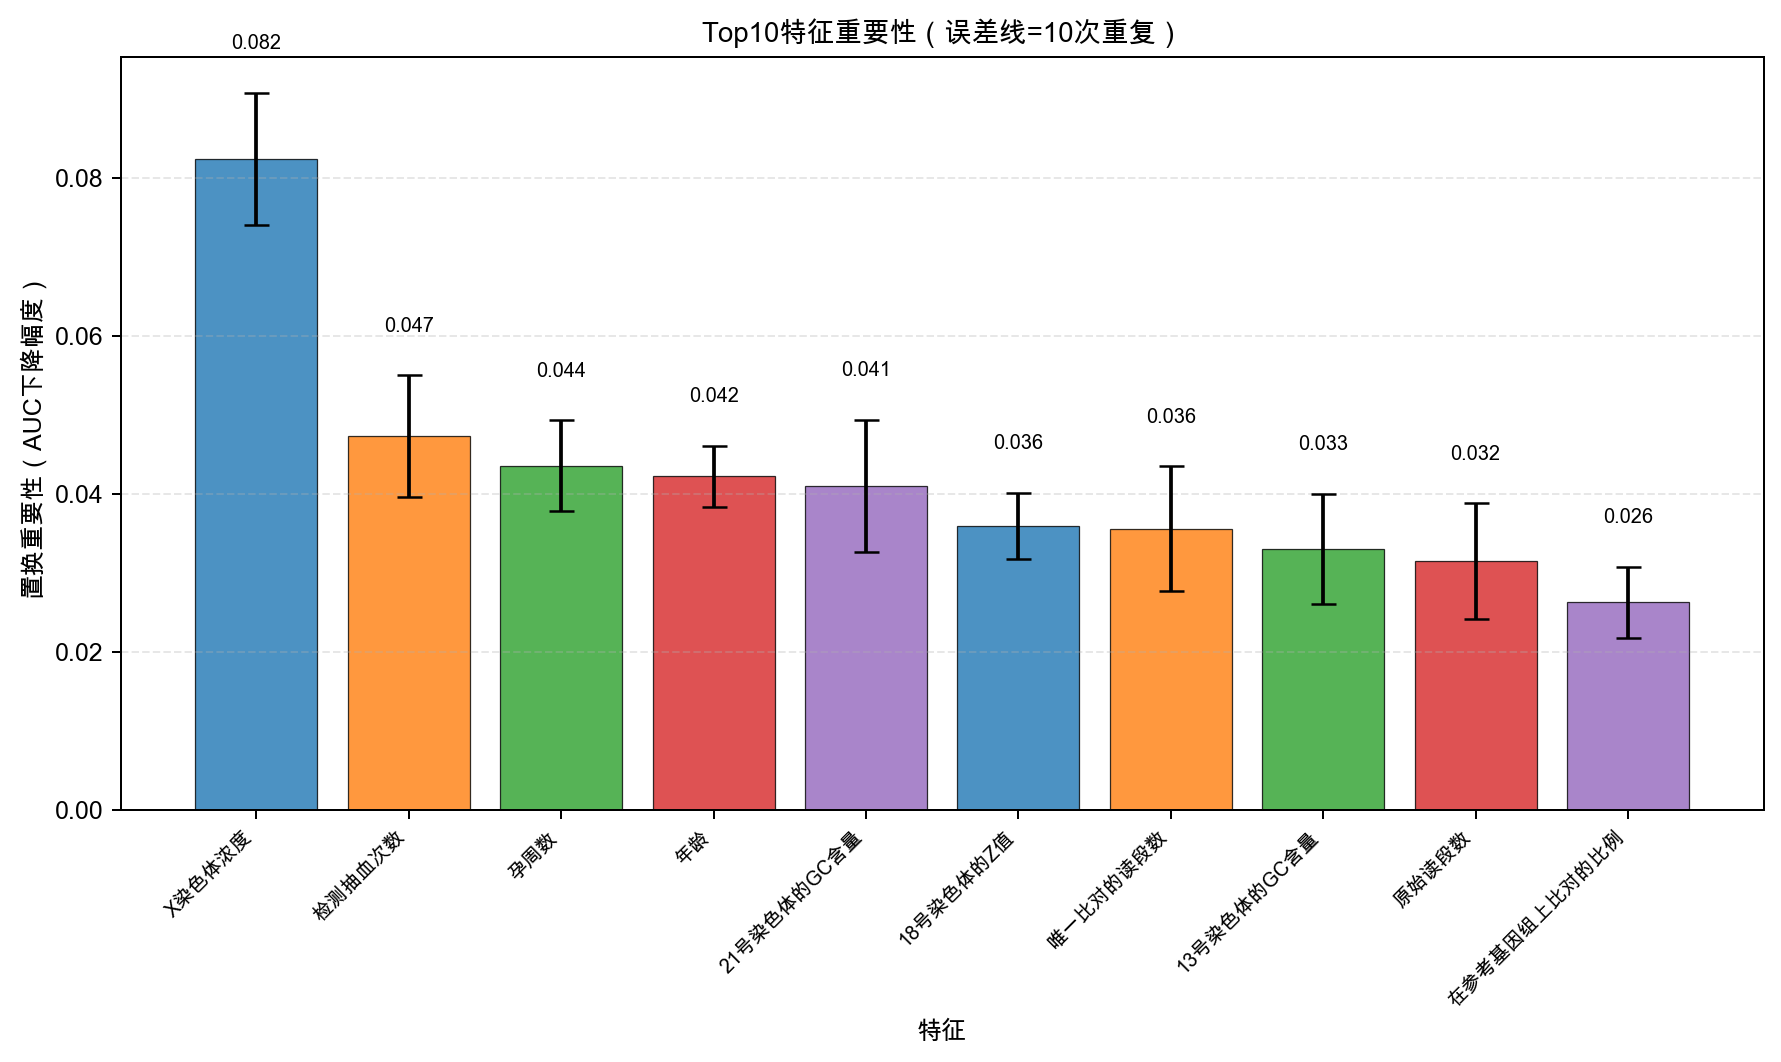 Top10特征重要性（误差线=10次重复）
0.082
0.047
0.044
0.042
0.041
0.036
0.036
0.033
0.032
0.026
置换重要性（AUC下降幅度）
0.08
0.06
0.04
0.02
0.00
X染色体浓度
检测抽血次数
孕周数
年龄
21号染色体的GC含量
18号染色体的Z值
唯一比对的读段数
13号染色体的GC含量
原始读段数
在参考基因组上比对的比例
特征